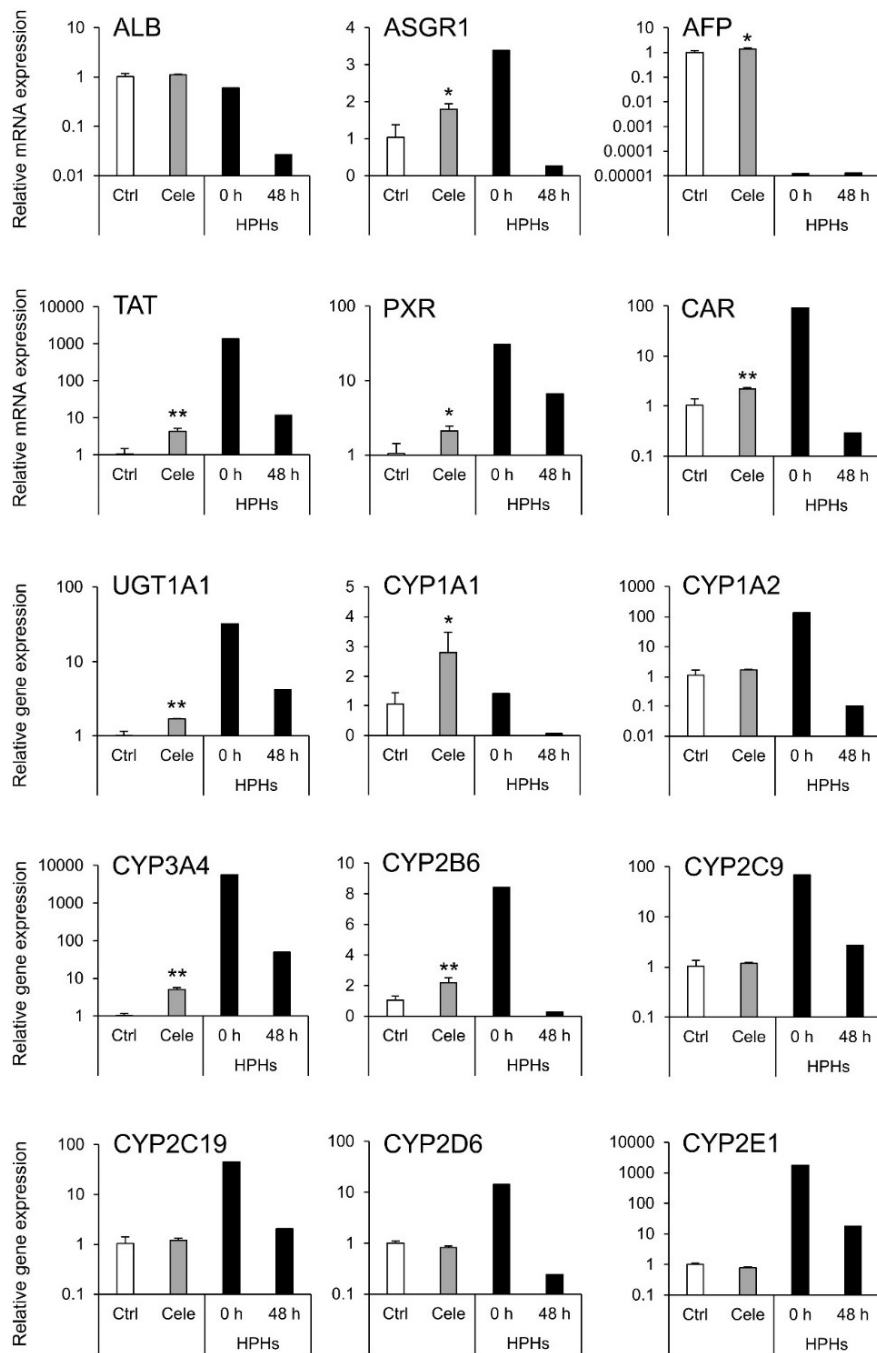 Relative mRNA expression
ALB
10
1
0.1
0.01
Ctrl Cele 0 h 48 h
HPHs
ASGR1
4
3
2
1
0
*
Ctrl Cele 0 h 48 h
HPHs
AFP
10
1
0.1
0.01
0.001
0.0001
0.00001
*
Ctrl Cele 0 h 48 h
HPHs
Relative mRNA expression
TAT
10000
1000
100
10
1
**
Ctrl Cele 0 h 48 h
HPHs
PXR
100
10
1
*
Ctrl Cele 0 h 48 h
HPHs
CAR
100
10
1
0.1
**
Ctrl Cele 0 h 48 h
HPHs
Relative gene expression
UGT1A1
100
10
1
**
Ctrl Cele 0 h 48 h
HPHs
CYP1A1
5
4
3
2
1
0
*
Ctrl Cele 0 h 48 h
HPHs
CYP1A2
1000
100
10
1
0.1
0.01
Ctrl Cele 0 h 48 h
HPHs
Relative gene expression
CYP3A4
10000
1000
100
10
1
**
Ctrl Cele 0 h 48 h
HPHs
CYP2B6
10
8
6
4
2
0
**
Ctrl Cele 0 h 48 h
HPHs
CYP2C9
100
10
1
0.1
Ctrl Cele 0 h 48 h
HPHs
Relative gene expression
CYP2C19
100
10
1
0.1
Ctrl Cele 0 h 48 h
HPHs
CYP2D6
100
10
1
0.1
Ctrl Cele 0 h 48 h
HPHs
CYP2E1
10000
1000
100
10
1
0.1
Ctrl Cele 0 h 48 h
HPHs